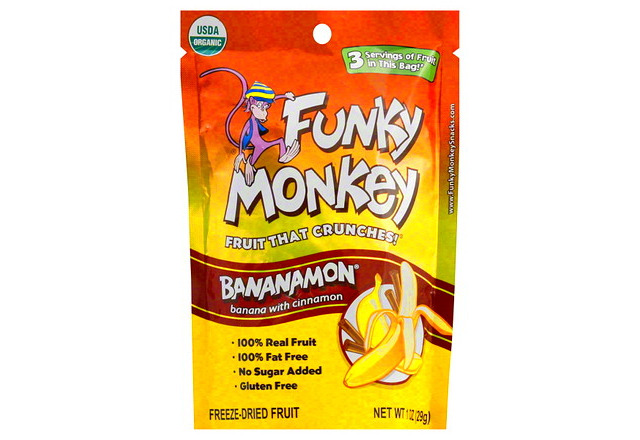 USDA
ORGANIC
3 Servings of Fruit
in This Bag!
FUNKY
MONKEY
FRUIT THAT CRUNCHES!
www.FunkyMonkeySnacks.com
BANANAMON®
banana with cinnamon
· 100% Real Fruit
· 100% Fat Free
· No Sugar Added
· Gluten Free
FREEZE-DRIED FRUIT
NET WT 1 OZ (29g)